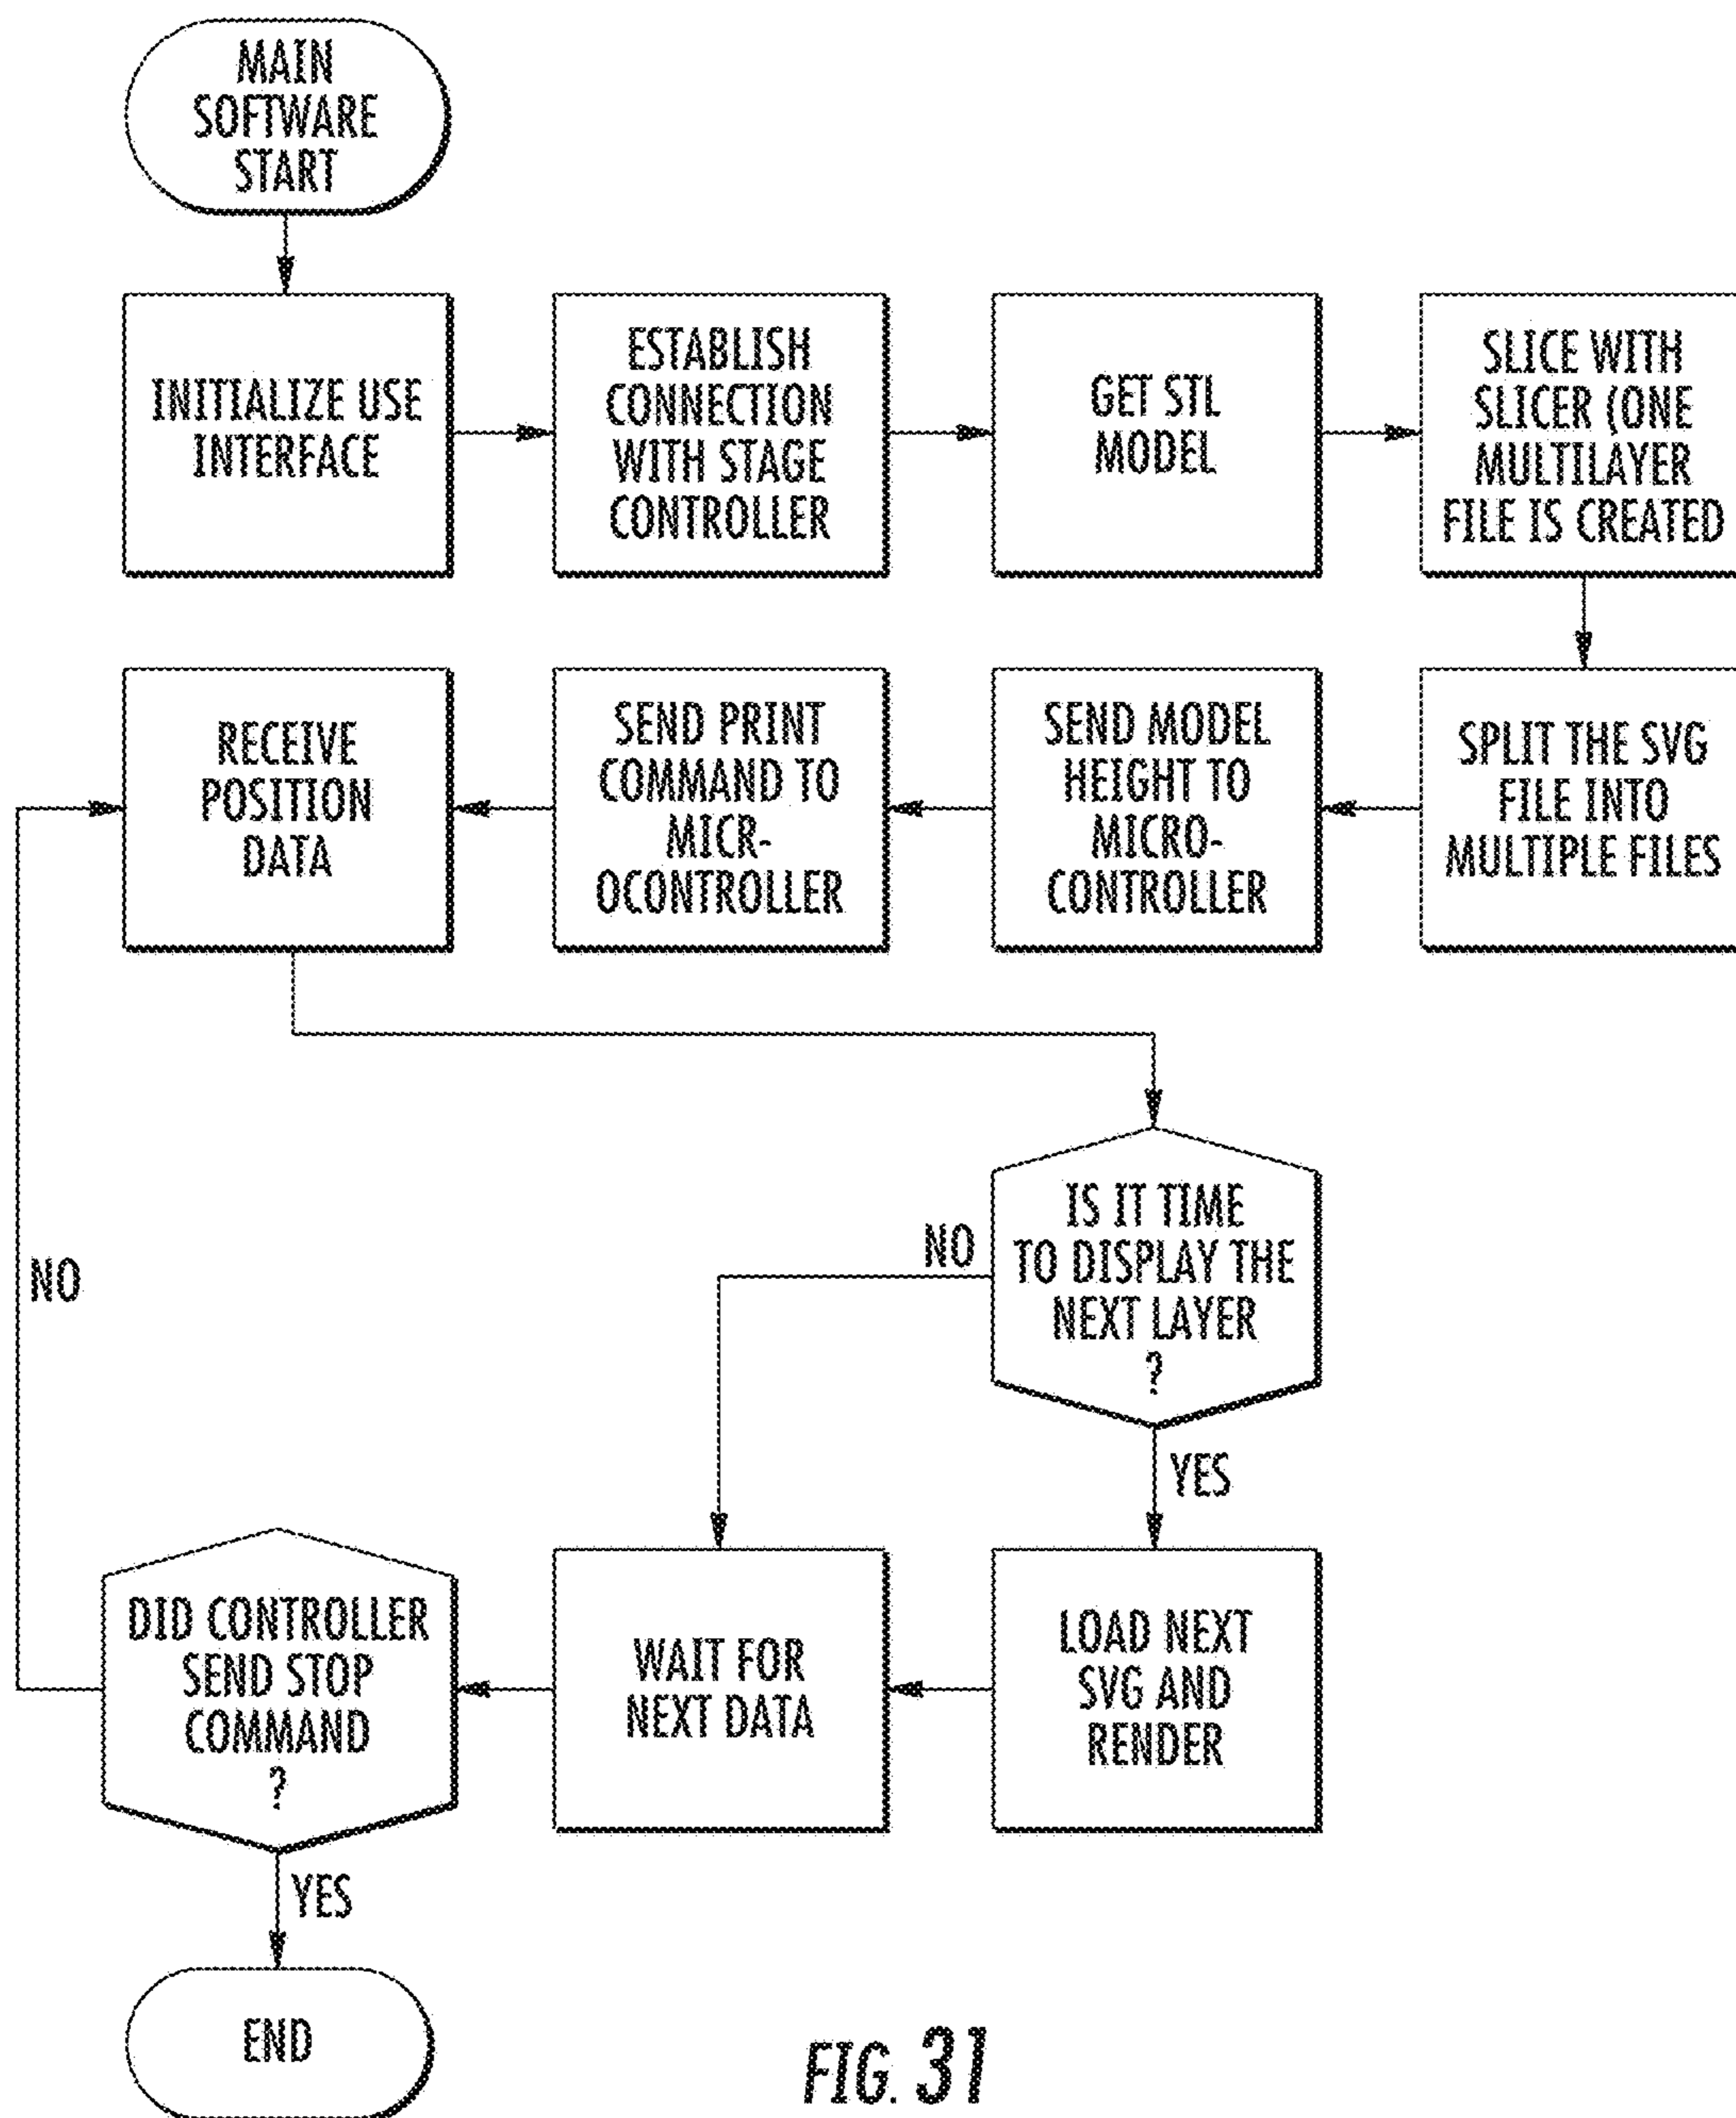 MAIN
SOFTWARE
START
INITIALIZE USE
INTERFACE
ESTABLISH
CONNECTION
WITH STAGE
CONTROLLER
GET STL
MODEL
SLICE WITH
SLICER (ONE
MULTILAYER
FILE IS CREATED
SPLIT THE SVG
FILE INTO
MULTIPLE FILES
SEND MODEL
HEIGHT TO
MICRO-
CONTROLLER
SEND PRINT
COMMAND TO
MICR-
OCONTROLLER
RECEIVE
POSITION
DATA
IS IT TIME
TO DISPLAY THE
NEXT LAYER
?
NO
YES
LOAD NEXT
SVG AND
RENDER
WAIT FOR
NEXT DATA
DID CONTROLLER
SEND STOP
COMMAND
?
NO
YES
END
FIG. 31